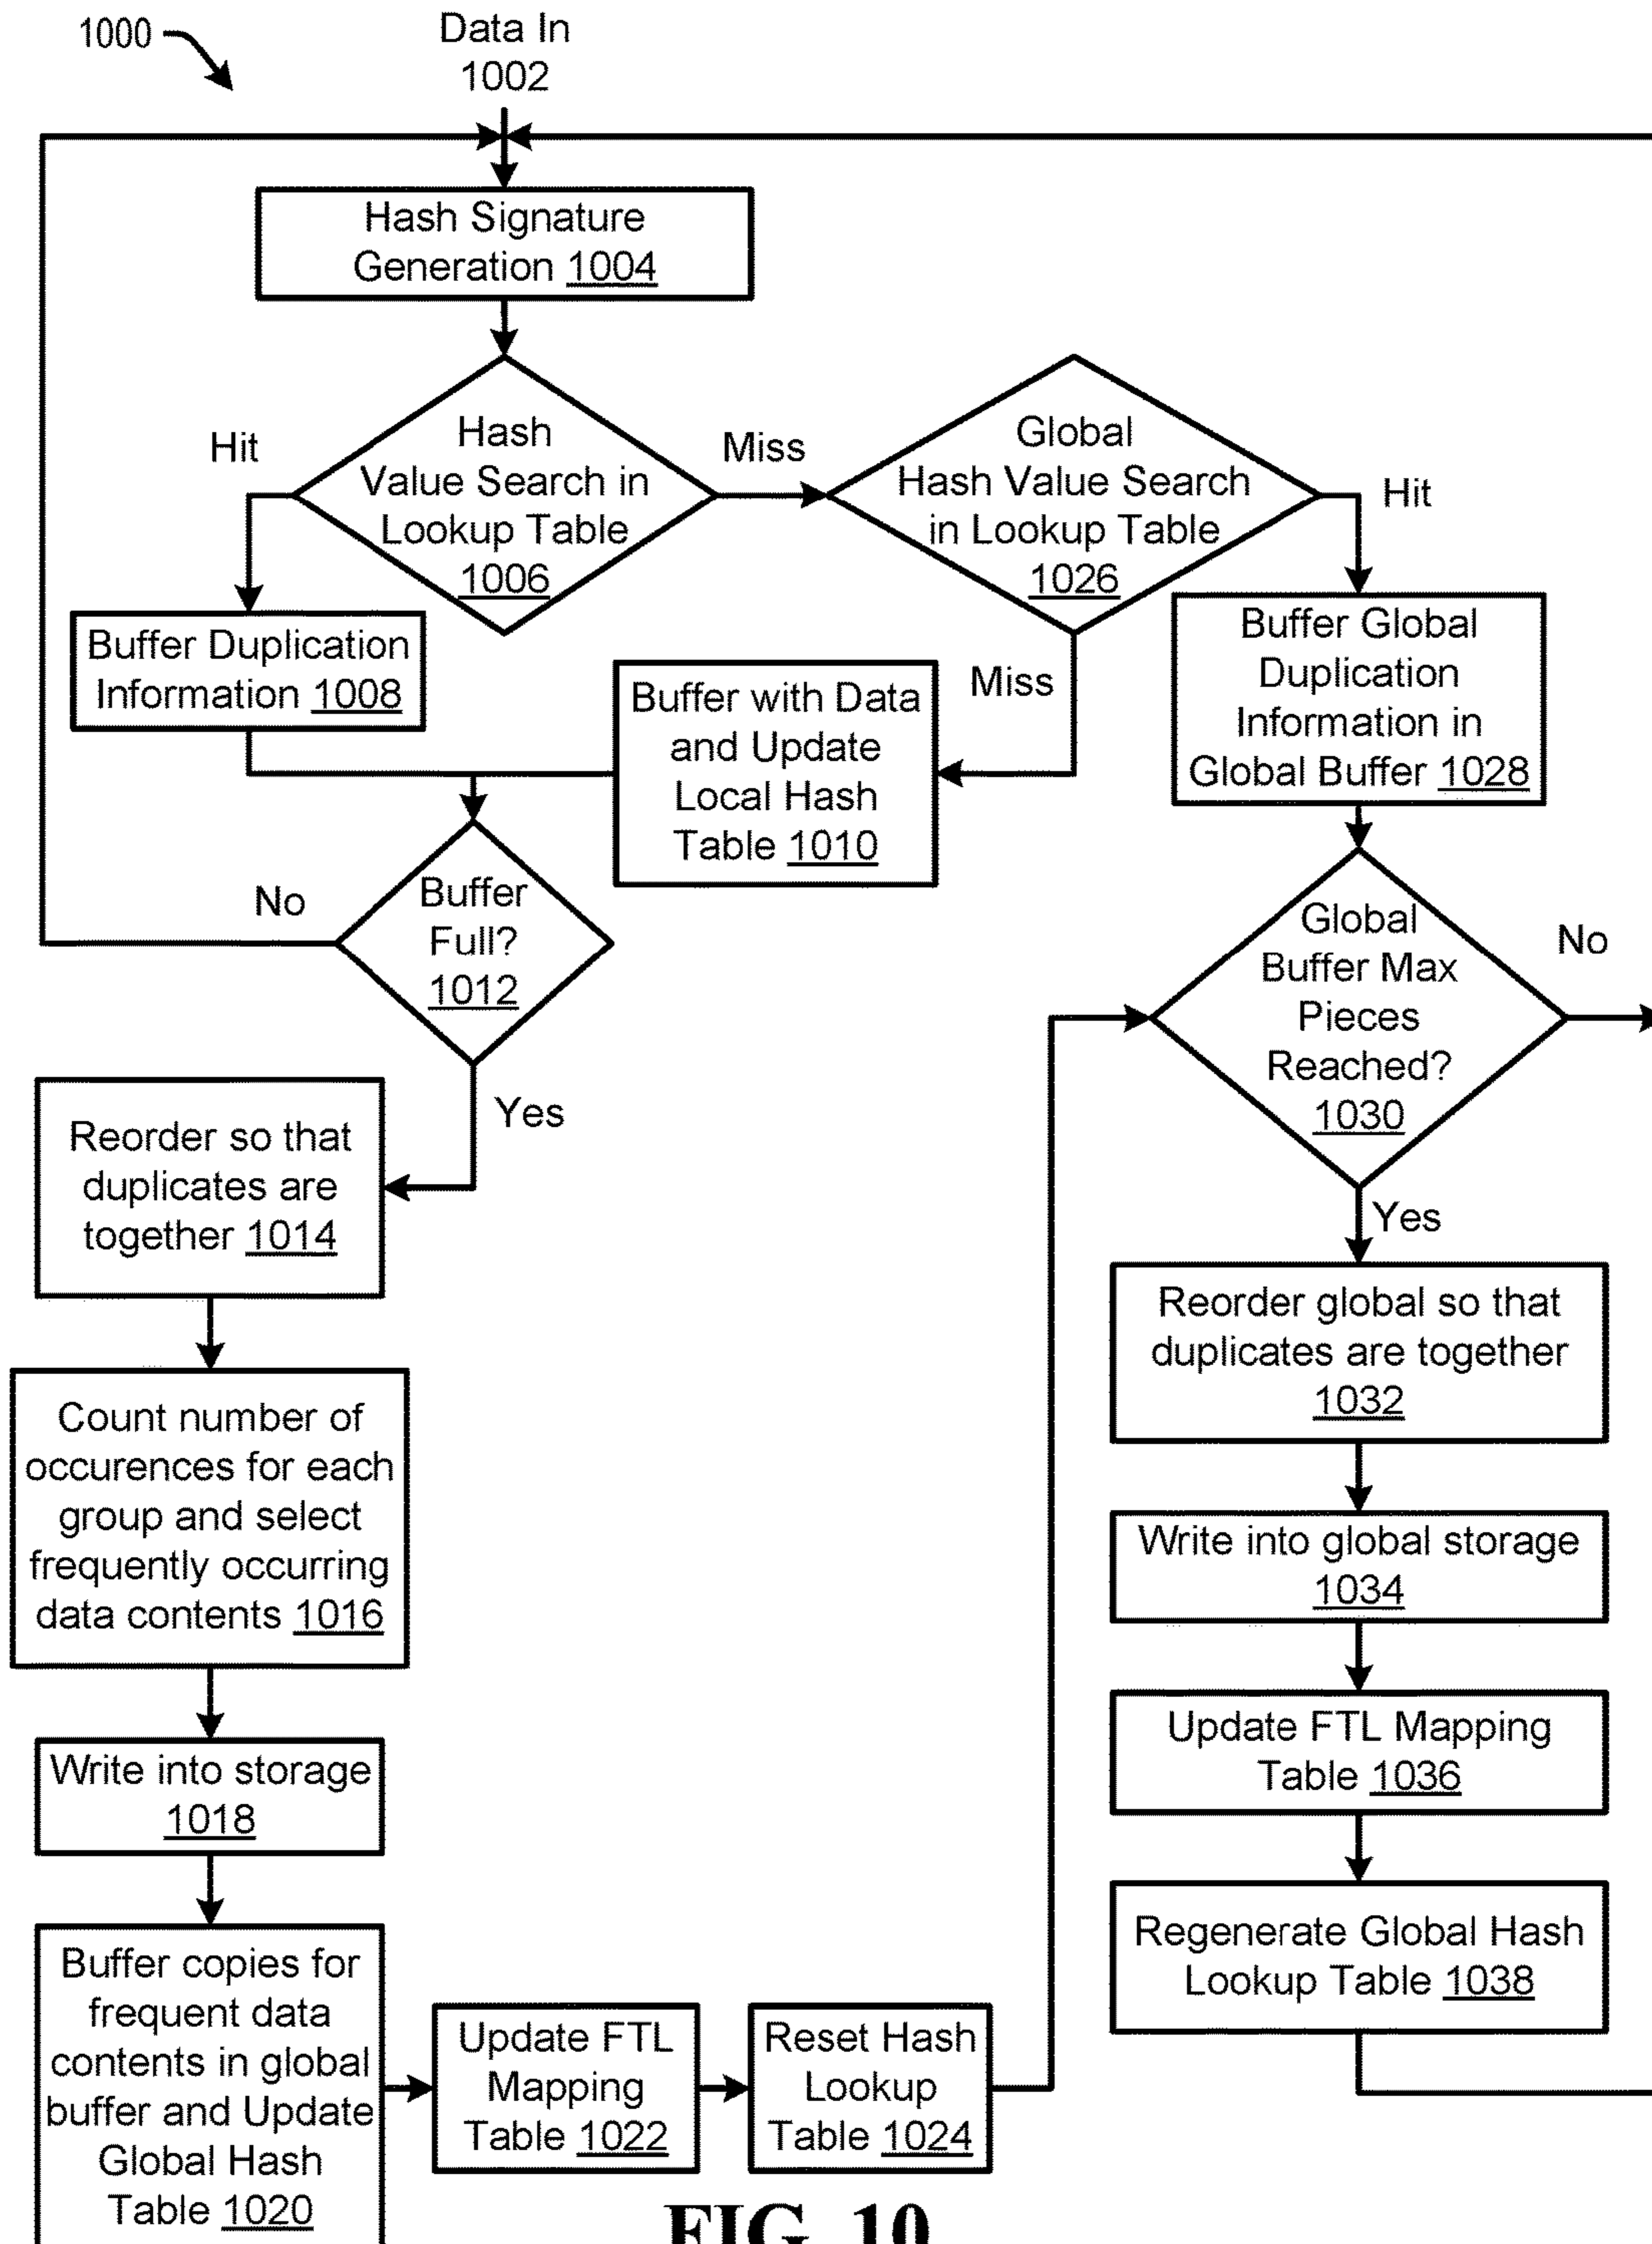 1000
Data In
1002
Hash Signature
Generation 1004
Hit
Hash
Value Search in
Lookup Table
1006
Miss
Global
Hash Value Search
in Lookup Table
1026
Hit
Buffer Duplication
Information 1008
Buffer with Data
and Update
Local Hash
Table 1010
Miss
Buffer Global
Duplication
Information in
Global Buffer 1028
No
Buffer
Full?
1012
Yes
Global
Buffer Max
Pieces
Reached?
1030
No
Yes
Reorder so that
duplicates are
together 1014
Count number of
occurences for each
group and select
frequently occurring
data contents 1016
Write into storage
1018
Buffer copies for
frequent data
contents in global
buffer and Update
Global Hash
Table 1020
Update FTL
Mapping
Table 1022
Reset Hash
Lookup
Table 1024
Reorder global so that
duplicates are together
1032
Write into global storage
1034
Update FTL Mapping
Table 1036
Regenerate Global Hash
Lookup Table 1038
FIG. 10